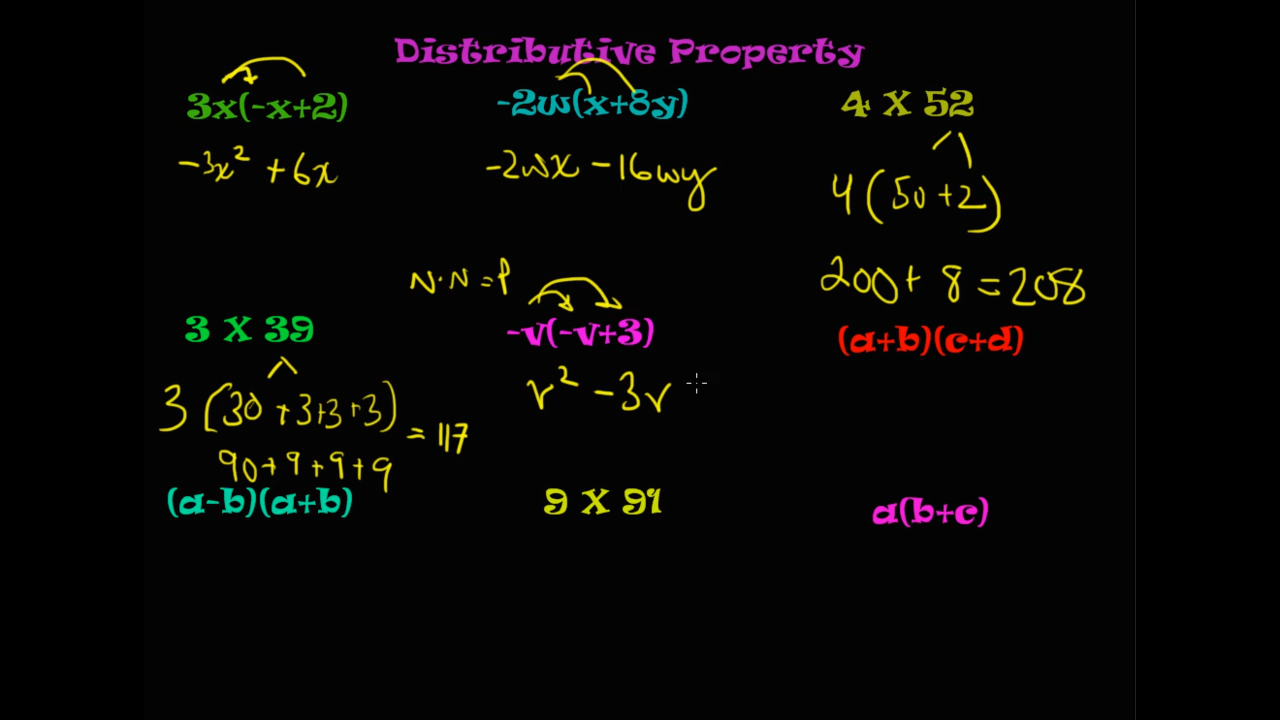 Distributive Property
3x(-x+2)
-3x² + 6x
-2w(x+8y)
-2wx - 16wy
4 X 52
4 (50 + 2)
200 + 8 = 208
3 X 39
3 (30 + 3 + 3 + 3)
90 + 9 + 9 + 9 = 117
N·N = P
-v(-v+3)
v² - 3v
(a+b)(c+d)
(a-b)(a+b)
9 X 91
a(b+c)